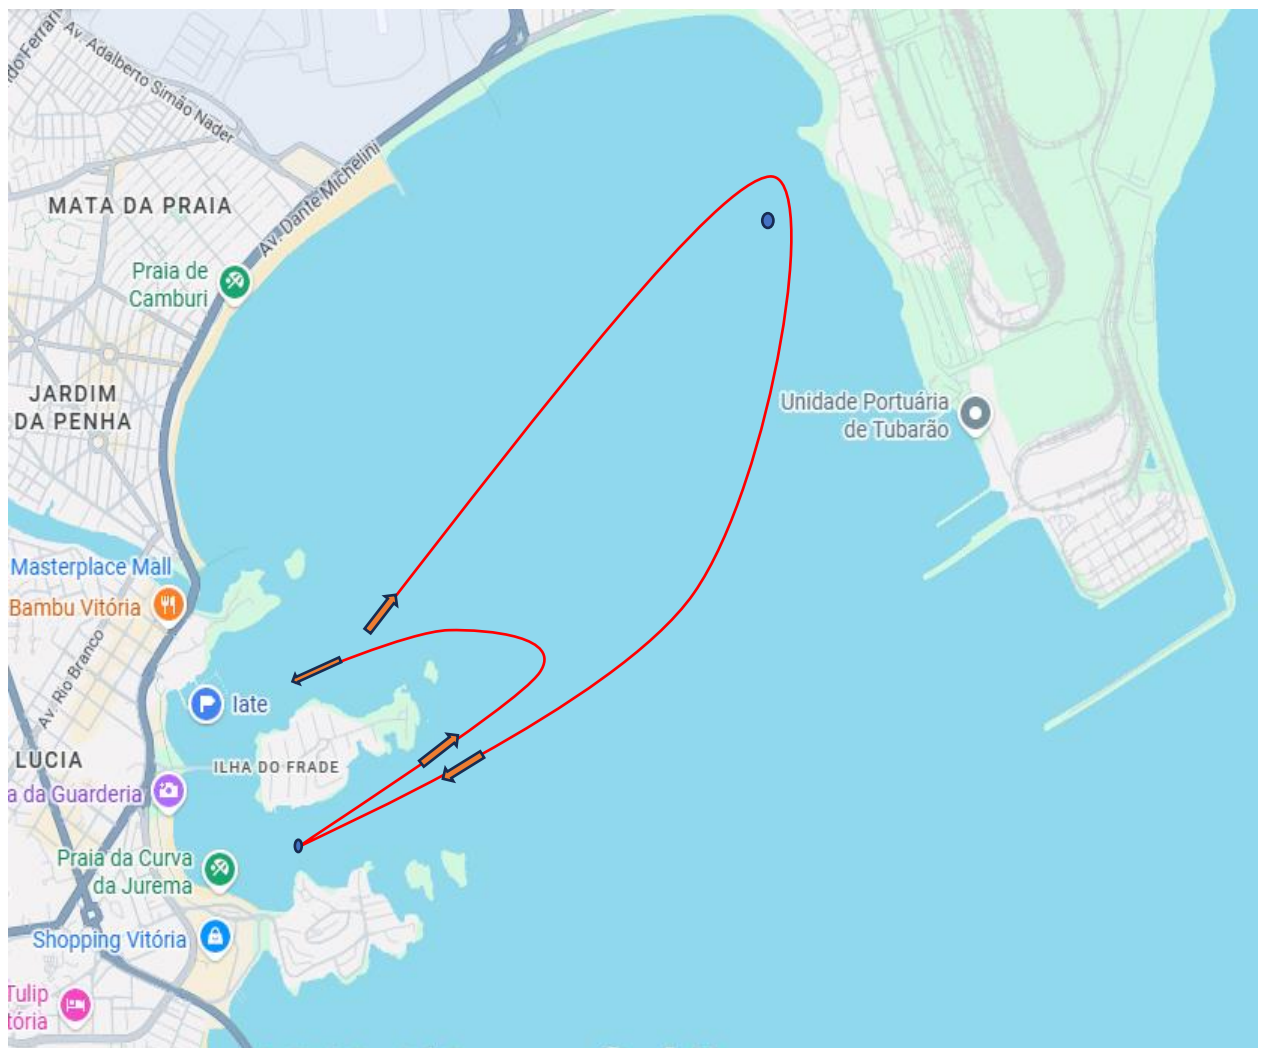 Av. Adalberto Simão Nader
Av. Dante Michelini
MATA DA PRAIA
Praia de
Camburi
JARDIM
DA PENHA
Unidade Portuária
de Tubarão
Masterplace Mall
Bambu Vitória
Av. Rio Branco
Iate
LÚCIA
ILHA DO FRADE
a da Guarderia
Praia da Curva
da Jurema
Shopping Vitória
Tulip
tória